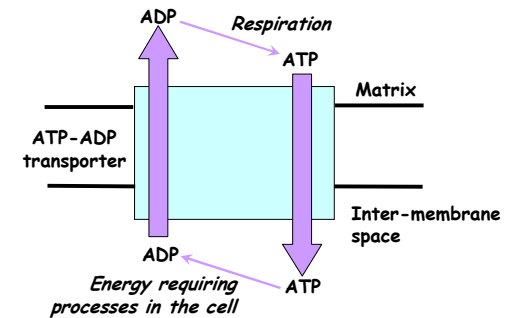 ADP
Respiration
ATP
Matrix
ATP-ADP
transporter
Inter-membrane
space
ADP
ATP
Energy requiring
processes in the cell